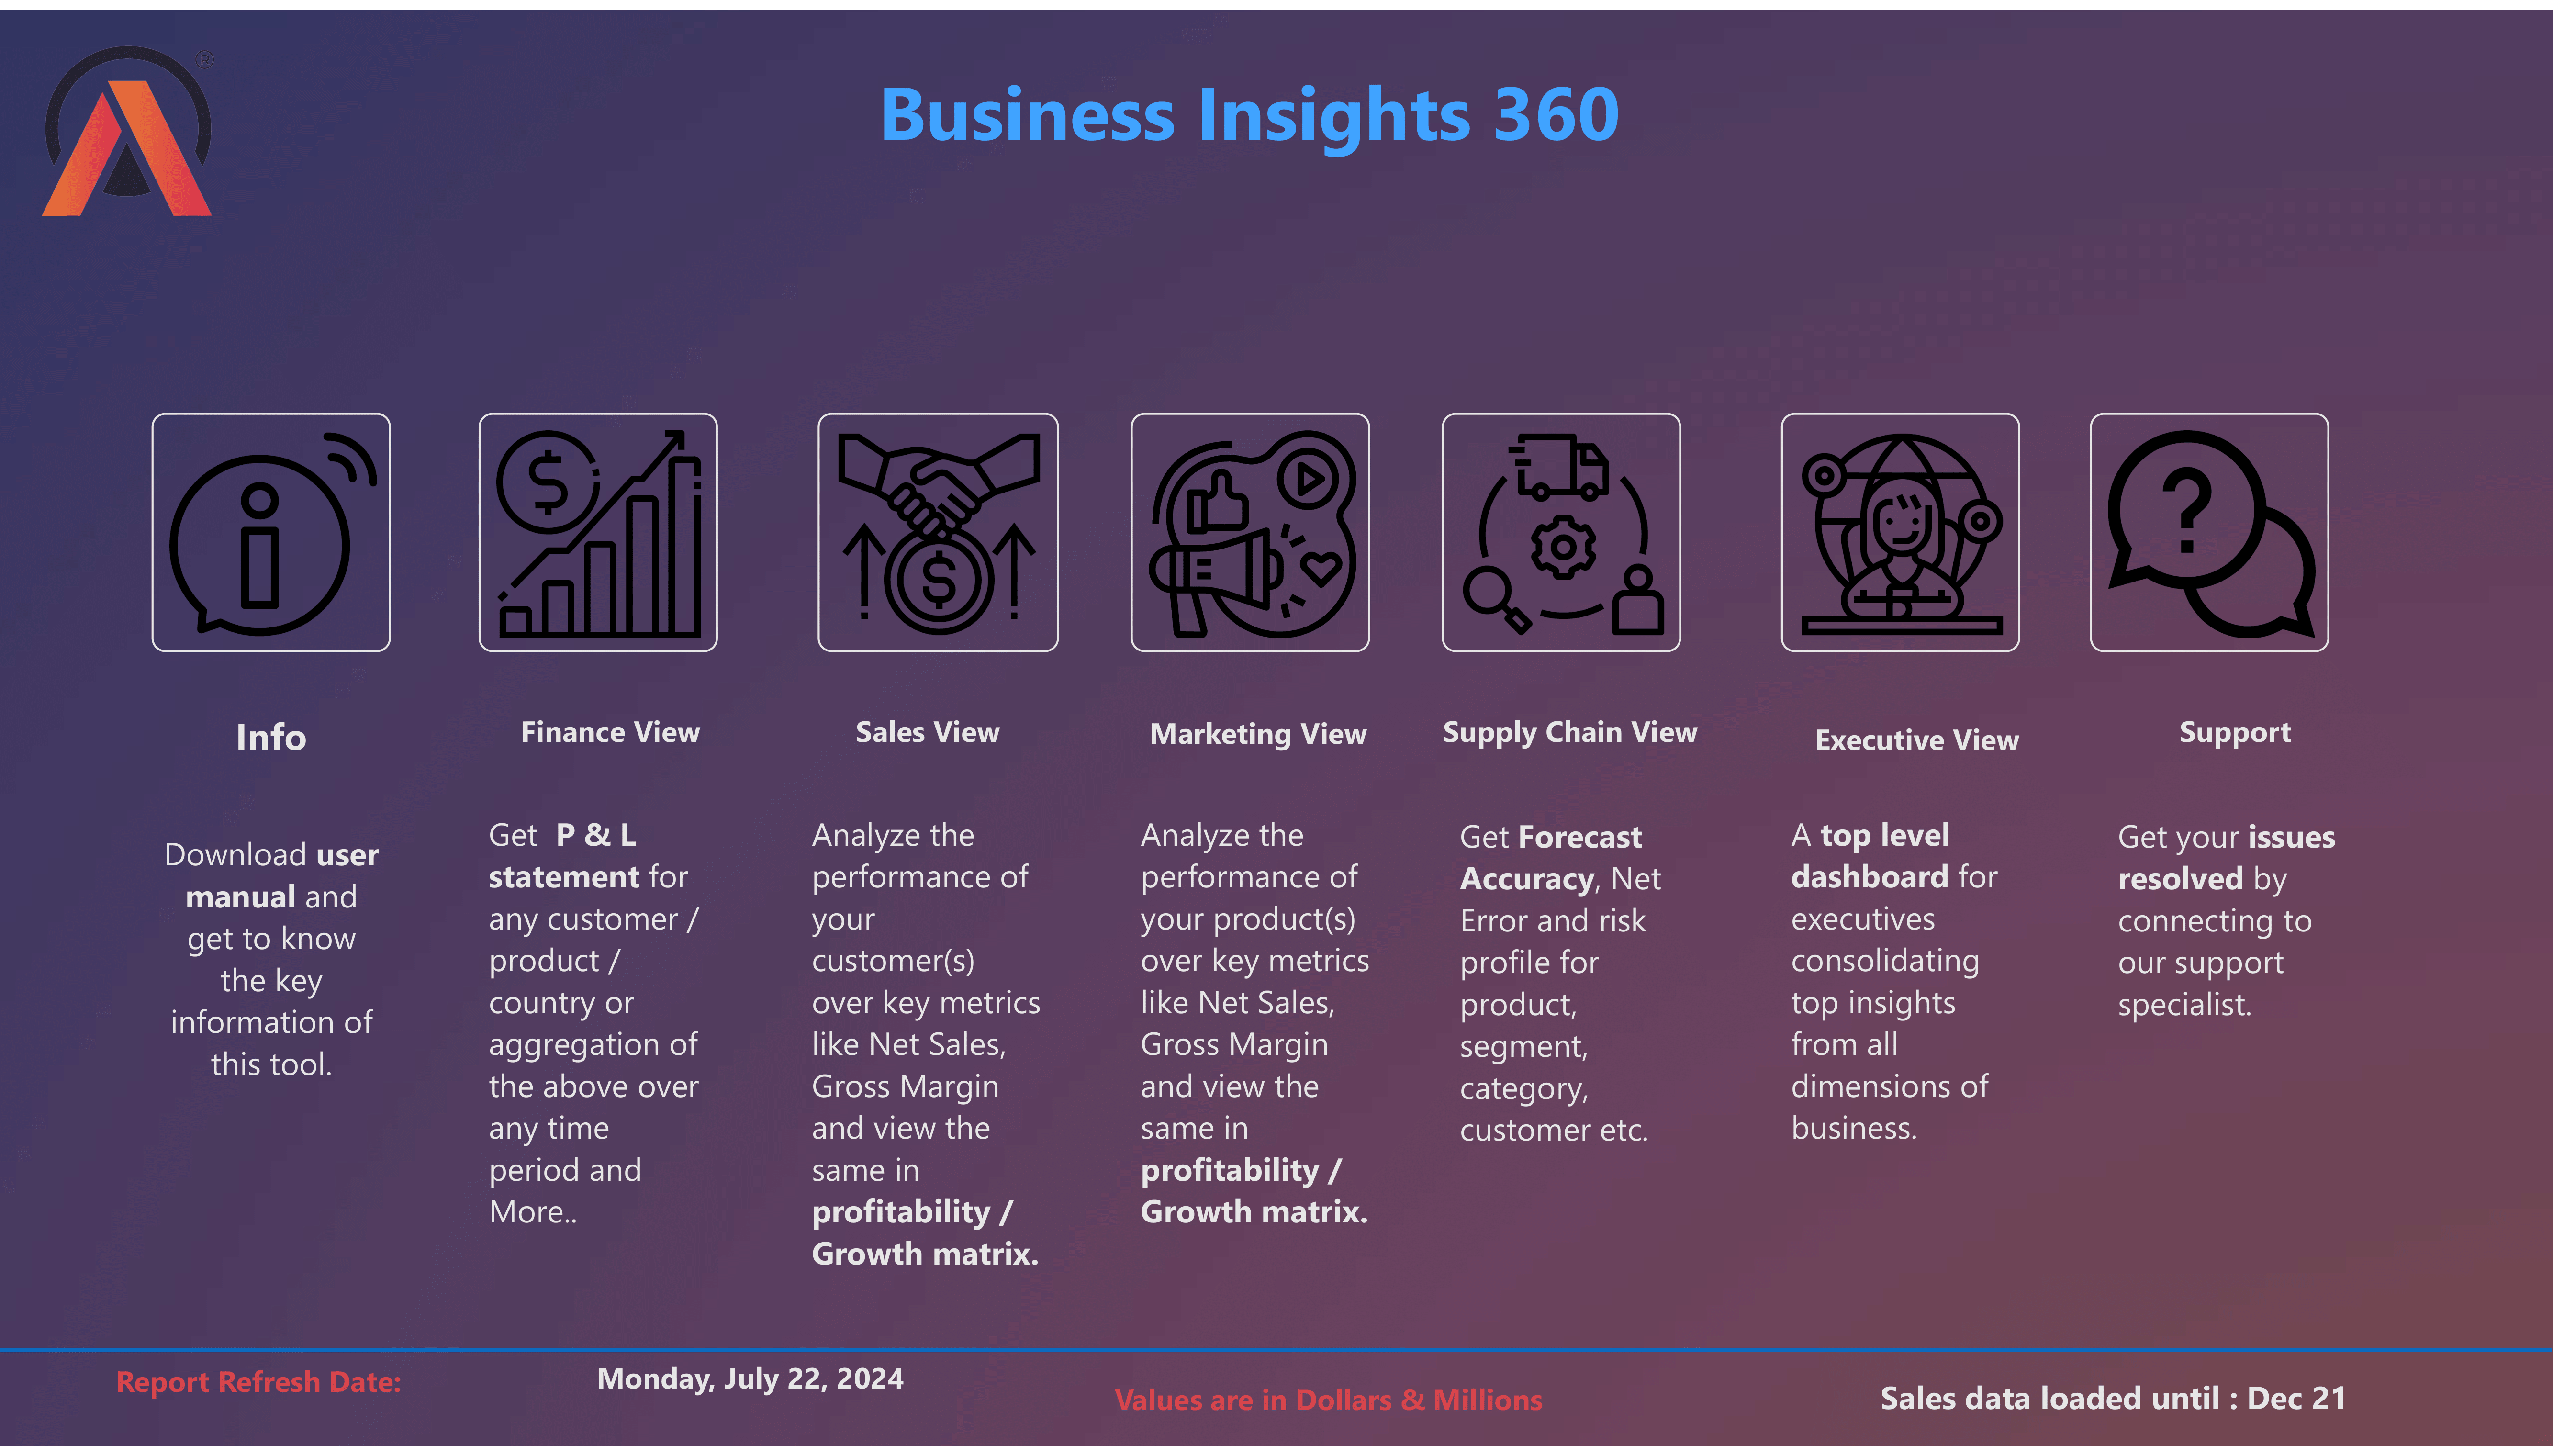 ®
Business Insights 360
$
$
?
Info
Download user
manual and
get to know
the key
information of
this tool.
Finance View
Get P & L
statement for
any customer /
product /
country or
aggregation of
the above over
any time
period and
More..
Sales View
Analyze the
performance of
your
customer(s)
over key metrics
like Net Sales,
Gross Margin
and view the
same in
profitability /
Growth matrix.
Marketing View
Analyze the
performance of
your product(s)
over key metrics
like Net Sales,
Gross Margin
and view the
same in
profitability /
Growth matrix.
Supply Chain View
Get Forecast
Accuracy, Net
Error and risk
profile for
product,
segment,
category,
customer etc.
Executive View
A top level
dashboard for
executives
consolidating
top insights
from all
dimensions of
business.
Support
Get your issues
resolved by
connecting to
our support
specialist.
Report Refresh Date:
Monday, July 22, 2024
Values are in Dollars & Millions
Sales data loaded until : Dec 21